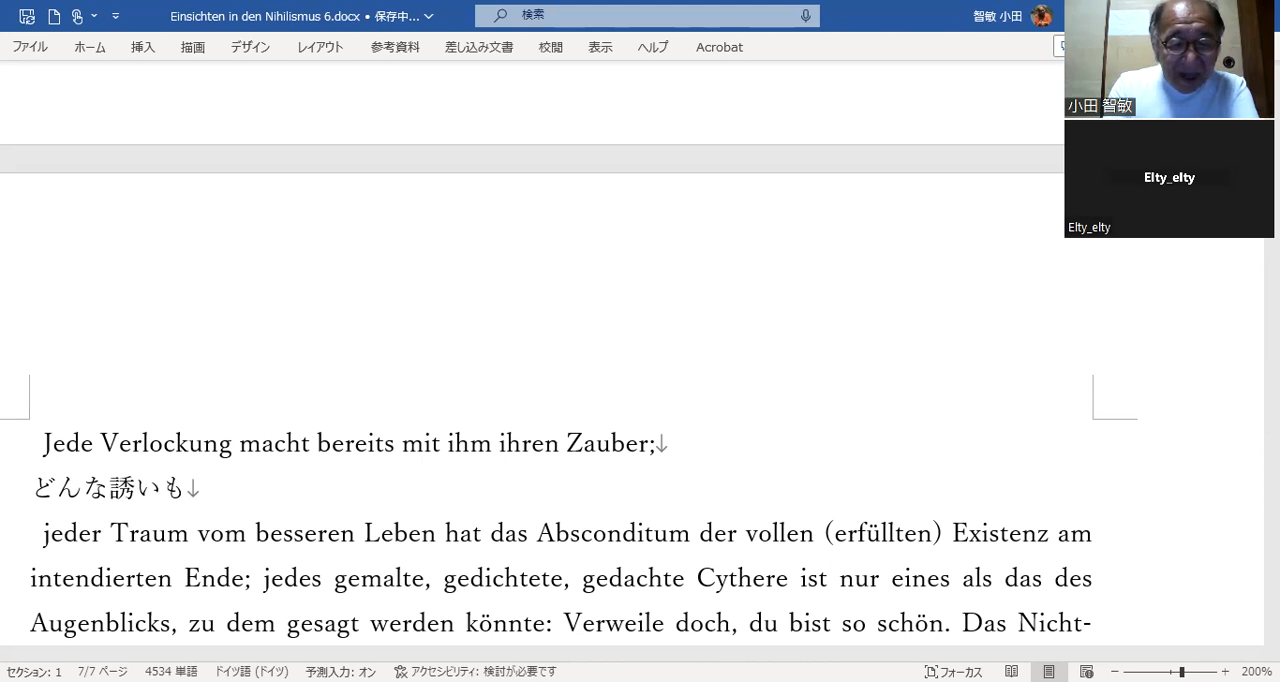 Einsichten in den Nihilismus 6.docx • 保存中...
検索
智敏 小田
ファイル ホーム 挿入 描画 デザイン レイアウト 参考資料 差し込み文書 校閲 表示 ヘルプ Acrobat
小田 智敏
Elty_elty
Elty_elty
Jede Verlockung macht bereits mit ihm ihren Zauber;↓
どんな誘いも↓
jeder Traum vom besseren Leben hat das Absconditum der vollen (erfüllten) Existenz am
intendierten Ende; jedes gemalte, gedichtete, gedachte Cythere ist nur eines als das des
Augenblicks, zu dem gesagt werden könnte: Verweile doch, du bist so schön. Das Nicht-
セクション: 1 7/7 ページ 4534 単語 ドイツ語 (ドイツ) 予測入力: オン アクセシビリティ: 検討が必要です フォーカス 200%